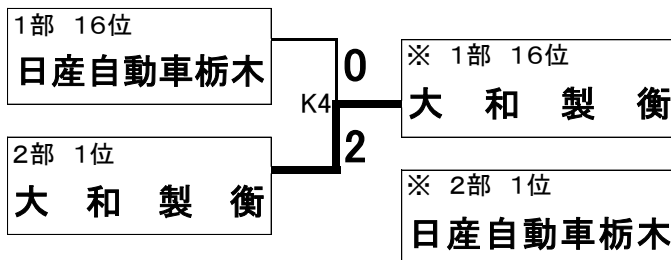 1部 16位
日産自動車栃木
0
※ 1部 16位
大和製衡
K4
2部 1位
大和製衡
2
※ 2部 1位
日産自動車栃木